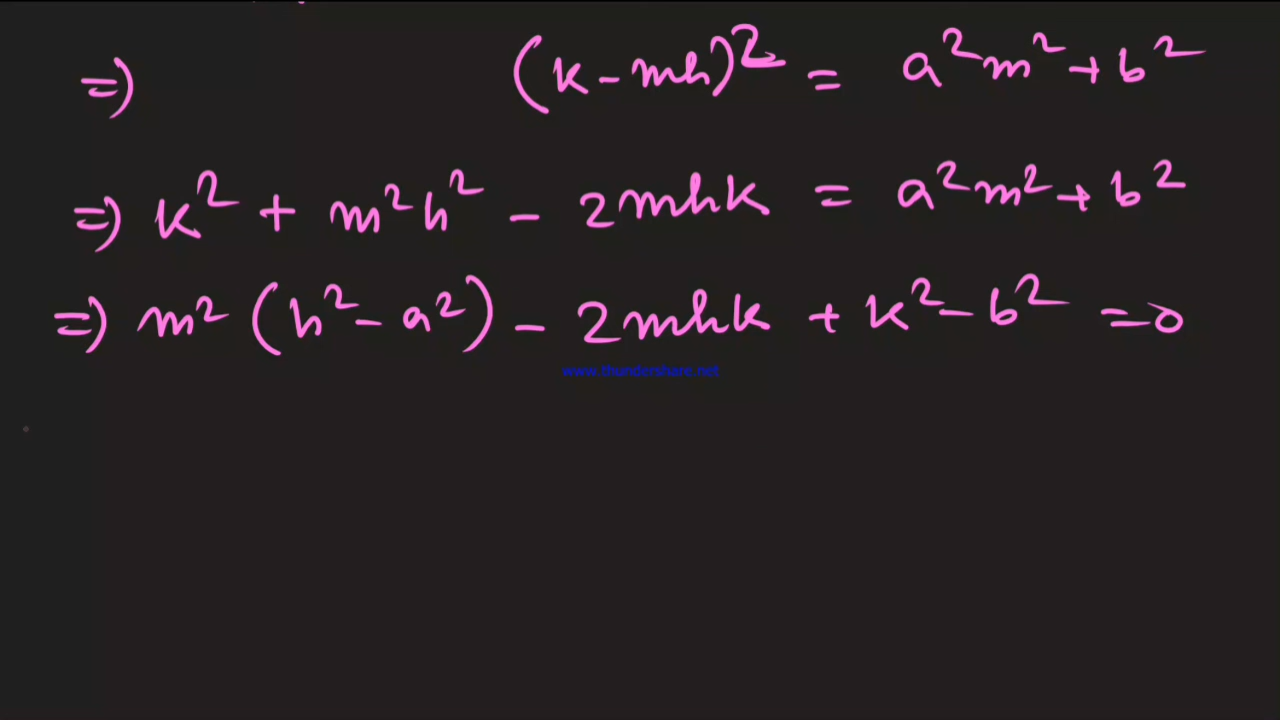 =) (k-mh)² = a²m²+b²
=) k² + m²h² - 2mhk = a²m²+b²
=) m² (h²-a²) - 2mhk + k²-b² =0
www.thundershare.net